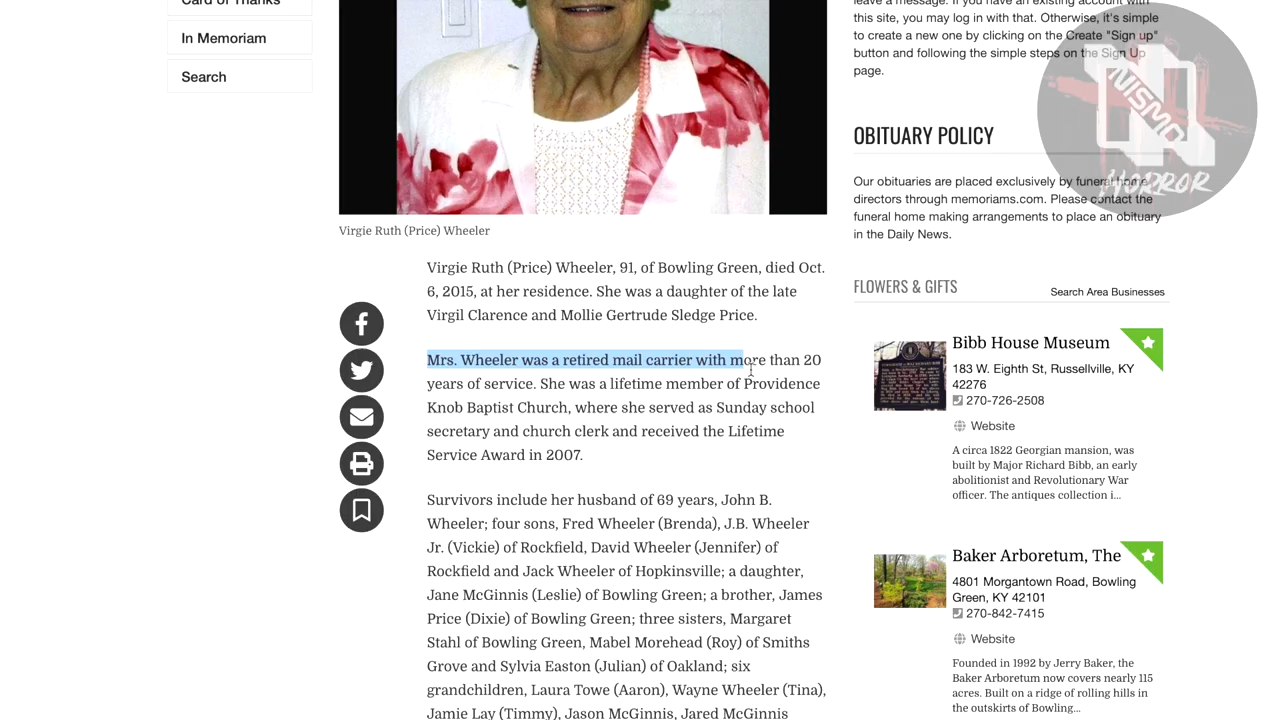 Card of Thanks
In Memoriam
Search
Virgie Ruth (Price) Wheeler
Virgie Ruth (Price) Wheeler, 91, of Bowling Green, died Oct.
6, 2015, at her residence. She was a daughter of the late
Virgil Clarence and Mollie Gertrude Sledge Price.
Mrs. Wheeler was a retired mail carrier with more than 20
years of service. She was a lifetime member of Providence
Knob Baptist Church, where she served as Sunday school
secretary and church clerk and received the Lifetime
Service Award in 2007.
Survivors include her husband of 69 years, John B.
Wheeler; four sons, Fred Wheeler (Brenda), J.B. Wheeler
Jr. (Vickie) of Rockfield, David Wheeler (Jennifer) of
Rockfield and Jack Wheeler of Hopkinsville; a daughter,
Jane McGinnis (Leslie) of Bowling Green; a brother, James
Price (Dixie) of Bowling Green; three sisters, Margaret
Stahl of Bowling Green, Mabel Morehead (Roy) of Smiths
Grove and Sylvia Easton (Julian) of Oakland; six
grandchildren, Laura Towe (Aaron), Wayne Wheeler (Tina),
Jamie Lay (Timmy), Jason McGinnis, Jared McGinnis
leave a message. If you have an existing account with
this site, you may log in with that. Otherwise, it's simple
to create a new one by clicking on the Create "Sign up"
button and following the simple steps on the Sign Up
page.
OBITUARY POLICY
Our obituaries are placed exclusively by funeral home
directors through memoriams.com. Please contact the
funeral home making arrangements to place an obituary
in the Daily News.
FLOWERS & GIFTS
Search Area Businesses
Bibb House Museum
183 W. Eighth St, Russellville, KY
42276
270-726-2508
Website
A circa 1822 Georgian mansion, was
built by Major Richard Bibb, an early
abolitionist and Revolutionary War
officer. The antiques collection i...
Baker Arboretum, The
4801 Morgantown Road, Bowling
Green, KY 42101
270-842-7415
Website
Founded in 1992 by Jerry Baker, the
Baker Arboretum now covers nearly 115
acres. Built on a ridge of rolling hills in
the outskirts of Bowling...
NISMO
HORROR